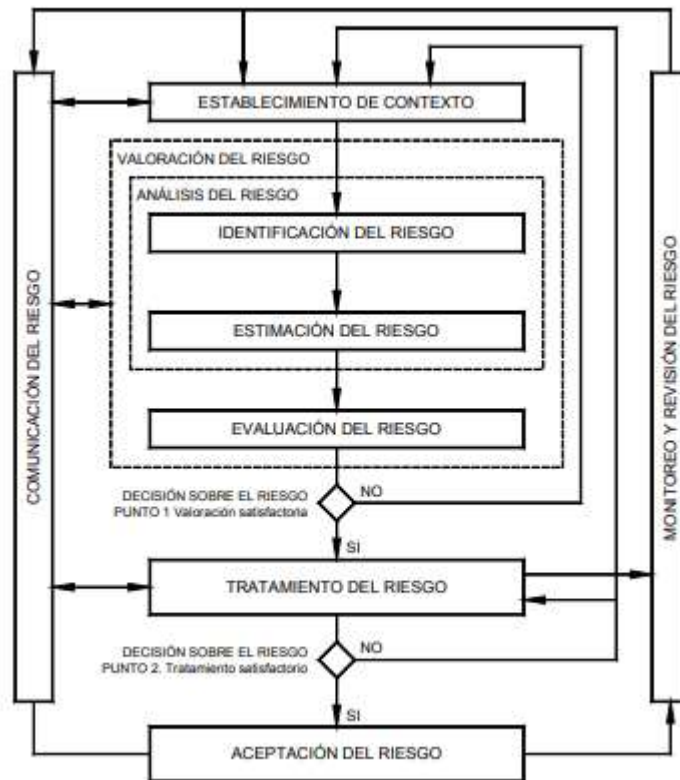 ESTABLECIMIENTO DE CONTEXTO
VALORACIÓN DEL RIESGO
ANÁLISIS DEL RIESGO
IDENTIFICACIÓN DEL RIESGO
ESTIMACIÓN DEL RIESGO
EVALUACIÓN DEL RIESGO
DECISIÓN SOBRE EL RIESGO
PUNTO 1 Valoración satisfactoria
NO
SI
TRATAMIENTO DEL RIESGO
DECISIÓN SOBRE EL RIESGO
PUNTO 2. Tratamiento satisfactorio
NO
SI
ACEPTACIÓN DEL RIESGO
COMUNICACIÓN DEL RIESGO
MONITOREO Y REVISIÓN DEL RIESGO